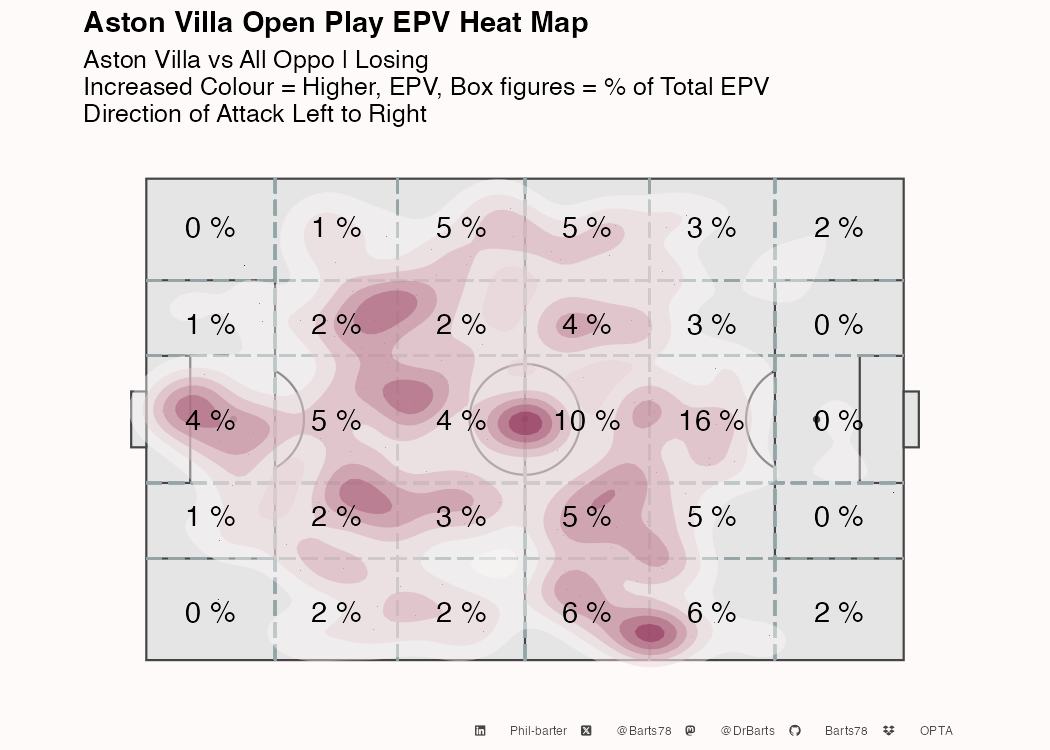 Aston Villa Open Play EPV Heat Map
Aston Villa vs All Oppo | Losing
Increased Colour = Higher, EPV, Box figures = % of Total EPV
Direction of Attack Left to Right
0 % 1 % 5 % 5 % 3 % 2 %
1 % 2 % 2 % 4 % 3 % 0 %
4 % 5 % 4 % 10 % 16 % 0 %
1 % 2 % 3 % 5 % 5 % 0 %
0 % 2 % 2 % 6 % 6 % 2 %
Phil-barter @Barts78 @DrBarts Barts78 OPTA